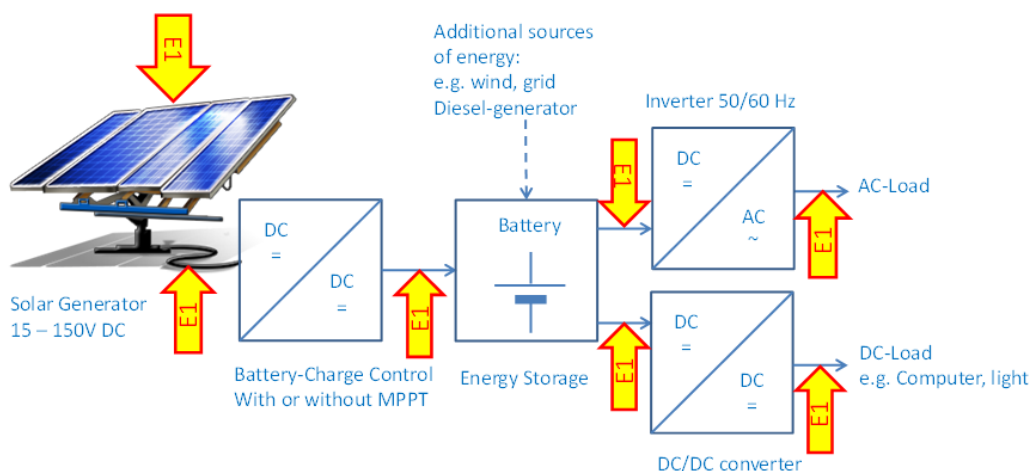 E1
Additional sources
of energy:
e.g. wind, grid
Diesel-generator
Inverter 50/60 Hz
E1
DC
=
AC
~
AC-Load
E1
DC
=
DC
=
Battery
E1
E1
Solar Generator
15 – 150V DC
Battery-Charge Control
With or without MPPT
Energy Storage
E1
DC
=
DC
=
DC-Load
e.g. Computer, light
E1
DC/DC converter